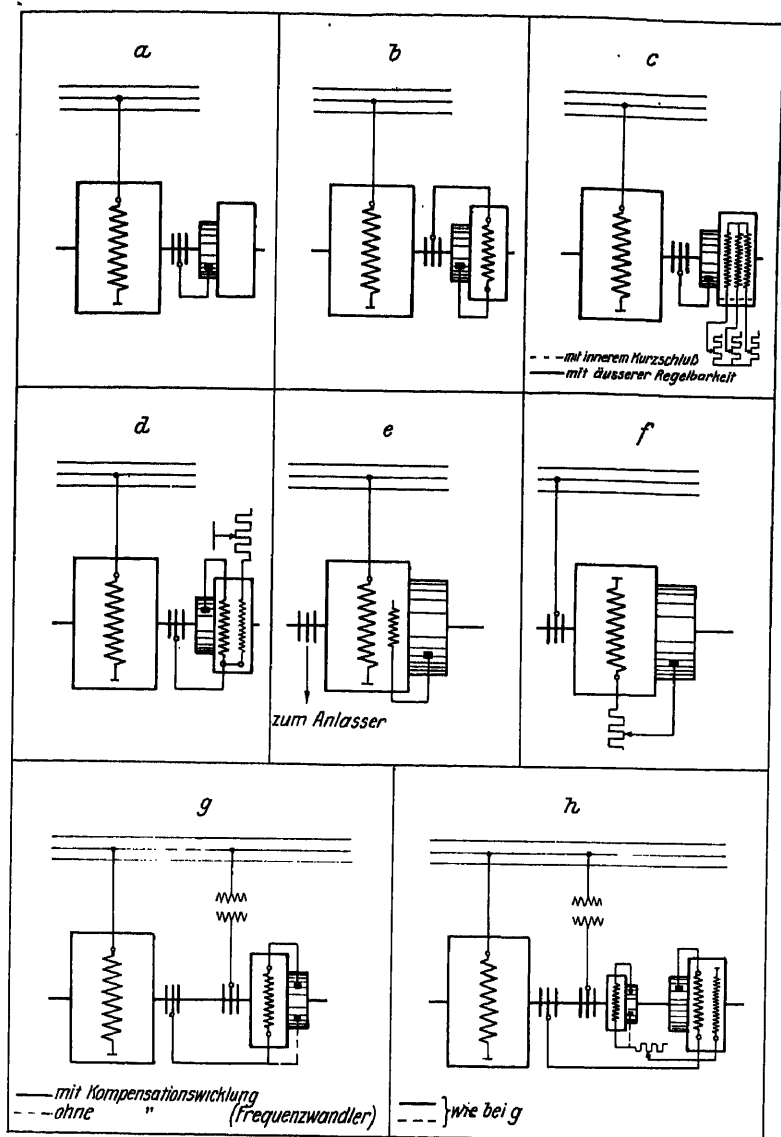 a
b
c
--- mit innerem Kurzschluß
— mit äusserer Regelbarkeit
d
e
f
zum Anlasser
g
h
— mit Kompensationswicklung
--- ohne " (Frequenzwandler)
} wie bei g